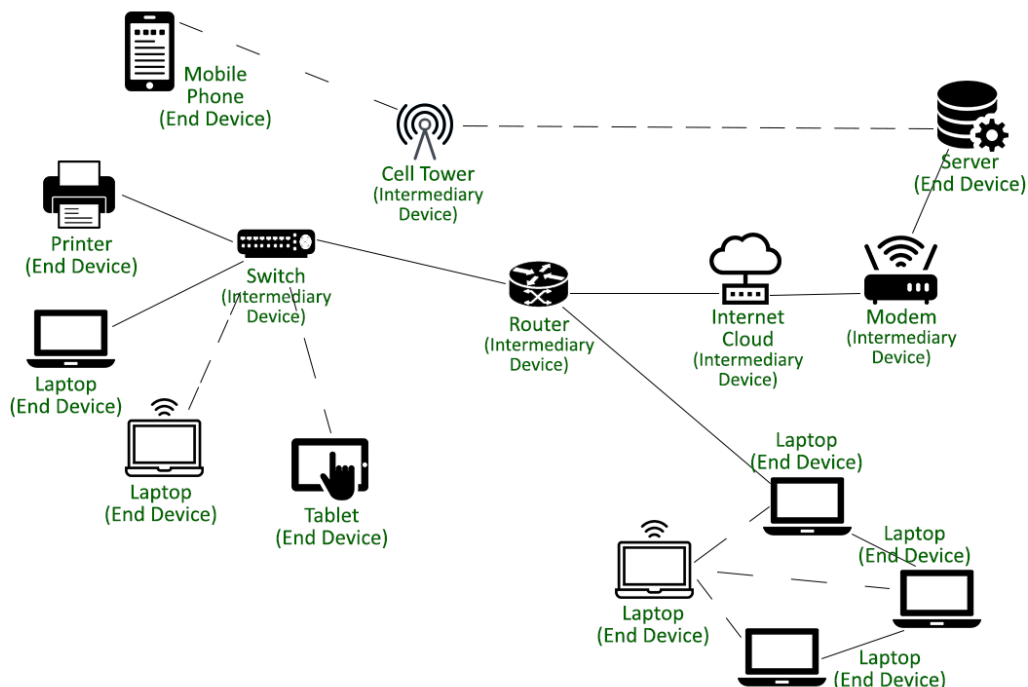 Mobile
Phone
(End Device)
Cell Tower
(Intermediary
Device)
Server
(End Device)
Printer
(End Device)
Switch
(Intermediary
Device)
Router
(Intermediary
Device)
Internet
Cloud
(Intermediary
Device)
Modem
(Intermediary
Device)
Laptop
(End Device)
Laptop
(End Device)
Tablet
(End Device)
Laptop
(End Device)
Laptop
(End Device)
Laptop
(End Device)
Laptop
(End Device)